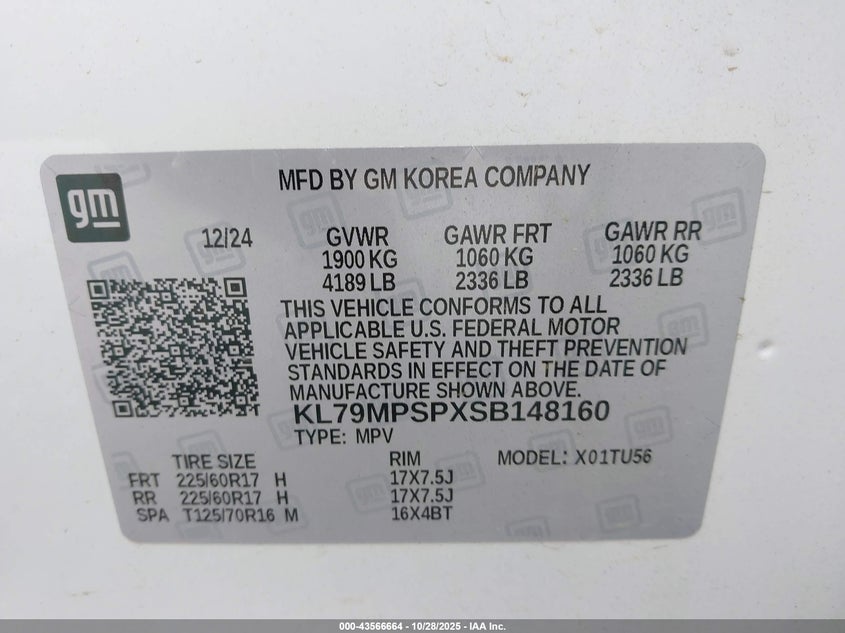 gm
MFD BY GM KOREA COMPANY
12/24
GVWR
1900 KG
4189 LB
GAWR FRT
1060 KG
2336 LB
GAWR RR
1060 KG
2336 LB
THIS VEHICLE CONFORMS TO ALL
APPLICABLE U.S. FEDERAL MOTOR
VEHICLE SAFETY AND THEFT PREVENTION
STANDARDS IN EFFECT ON THE DATE OF
MANUFACTURE SHOWN ABOVE.
KL79MPSPXSB148160
TYPE: MPV
TIRE SIZE RIM MODEL: X01TU56
FRT 225/60R17 H 17X7.5J
RR 225/60R17 H 17X7.5J
SPA T125/70R16 M 16X4BT
000-43566664 - 10/28/2025 - IAA Inc.